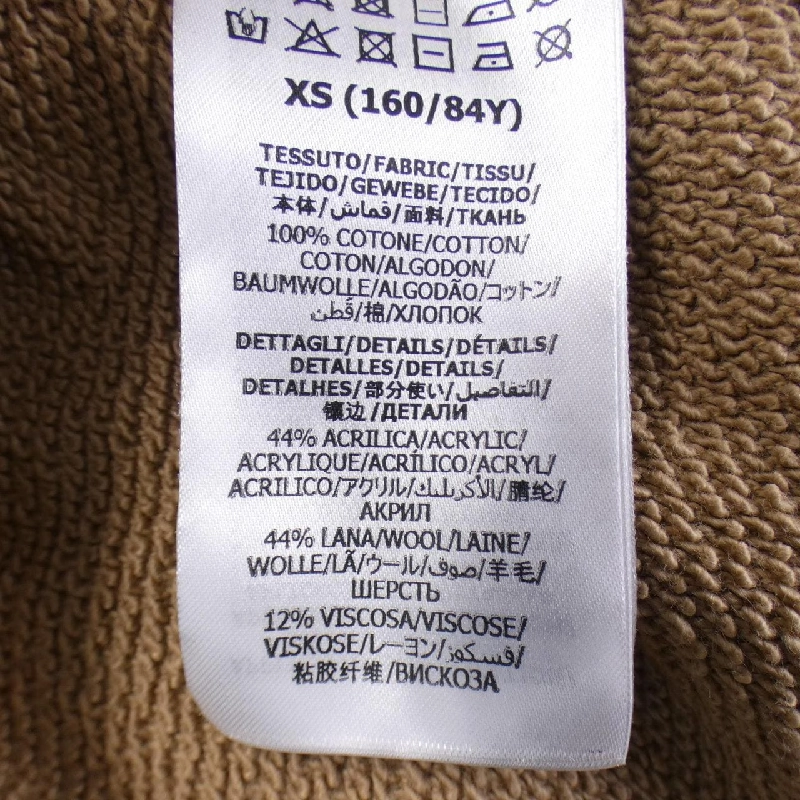 XS (160/84Y)
TESSUTO/FABRIC/TISSU/
TEJIDO/GEWEBE/TECIDO/
本体/قماش/面料/ТКАНЬ
100% COTONE/COTTON/
COTON/ALGODON/
BAUMWOLLE/ALGODÃO/コットン/
قُطن/棉/ХЛОПОК
DETTAGLI/DETAILS/DÉTAILS/
DETALLES/DETAILS/
DETALHES/部分使い/التفاصيل/
镶边/ДЕТАЛИ
44% ACRILICA/ACRYLIC/
ACRYLIQUE/ACRÍLICO/ACRYL/
ACRILICO/アクリル/الأكريليك/腈纶/
АКРИЛ
44% LANA/WOOL/LAINE/
WOLLE/LÃ/ウール/صوف/羊毛/
ШЕРСТЬ
12% VISCOSA/VISCOSE/
VISKOSE/レーヨン/فسكوز/
粘胶纤维/ВИСКОЗА